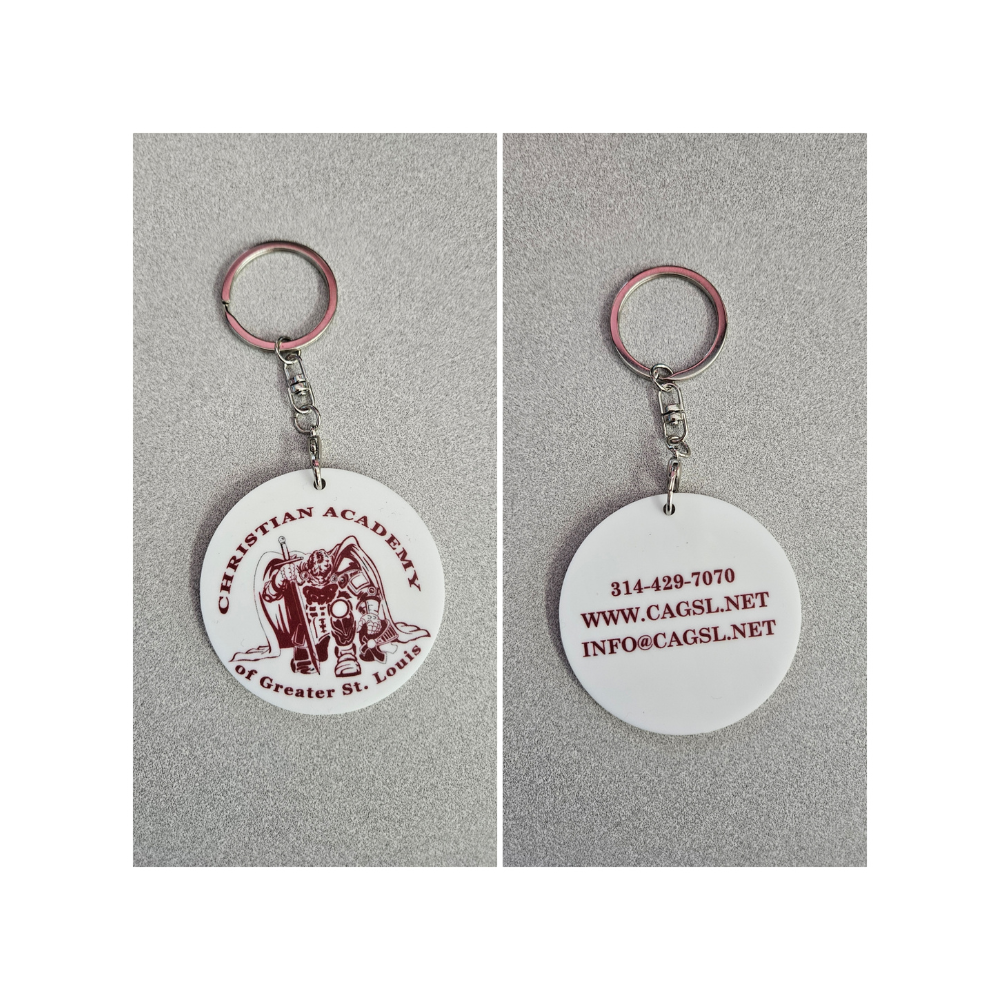 CHRISTIAN ACADEMY
of Greater St. Louis
314-429-7070
WWW.CAGSL.NET
INFO@CAGSL.NET